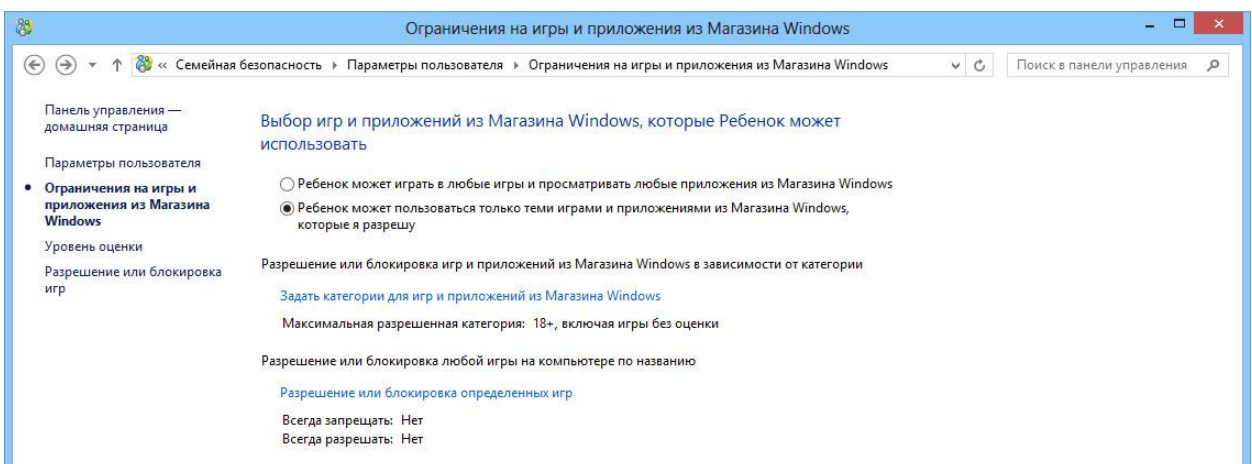 Ограничения на игры и приложения из Магазина Windows
« Семейная безопасность ▸ Параметры пользователя ▸ Ограничения на игры и приложения из Магазина Windows
Поиск в панели управления
Панель управления —
домашняя страница
Параметры пользователя
• Ограничения на игры и
приложения из Магазина
Windows
Уровень оценки
Разрешение или блокировка
игр
Выбор игр и приложений из Магазина Windows, которые Ребенок может
использовать
Ребенок может играть в любые игры и просматривать любые приложения из Магазина Windows
Ребенок может пользоваться только теми играми и приложениями из Магазина Windows,
которые я разрешу
Разрешение или блокировка игр и приложений из Магазина Windows в зависимости от категории
Задать категории для игр и приложений из Магазина Windows
Максимальная разрешенная категория: 18+, включая игры без оценки
Разрешение или блокировка любой игры на компьютере по названию
Разрешение или блокировка определенных игр
Всегда запрещать: Нет
Всегда разрешать: Нет